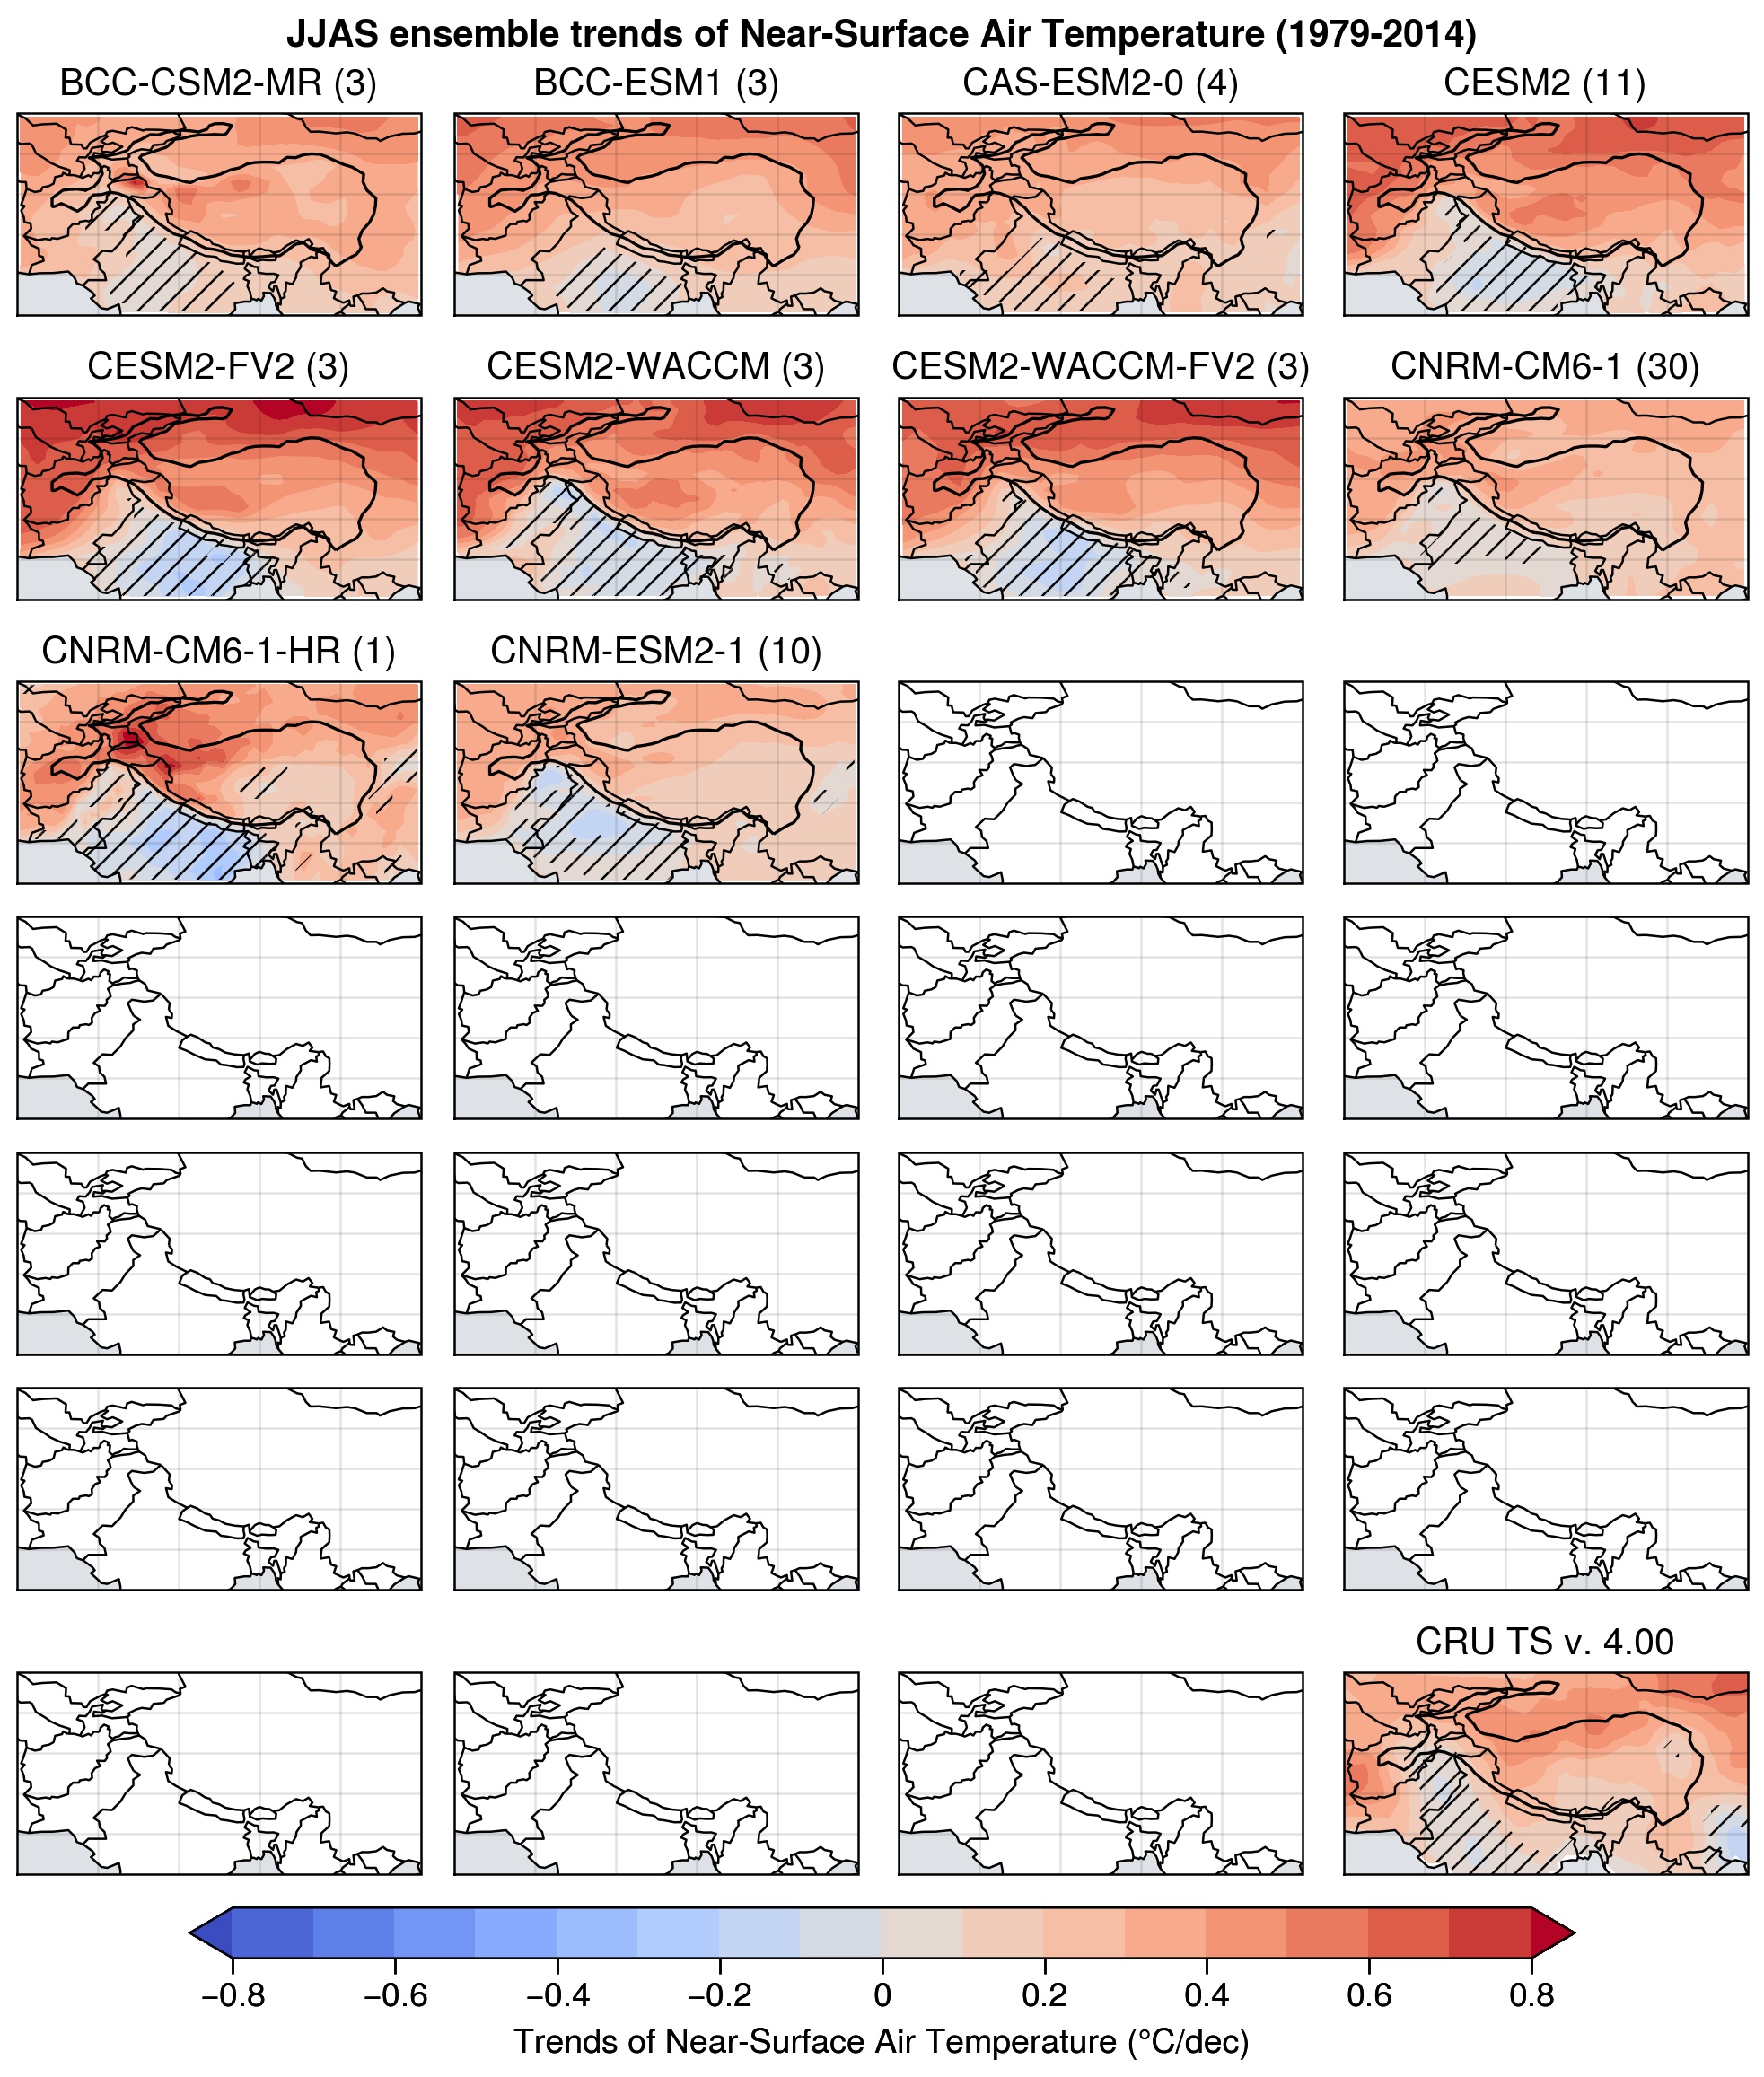 JJAS ensemble trends of Near-Surface Air Temperature (1979-2014)
BCC-CSM2-MR (3)
BCC-ESM1 (3)
CAS-ESM2-0 (4)
CESM2 (11)
CESM2-FV2 (3)
CESM2-WACCM (3)
CESM2-WACCM-FV2 (3)
CNRM-CM6-1 (30)
CNRM-CM6-1-HR (1)
CNRM-ESM2-1 (10)
CRU TS v. 4.00
−0.8
−0.6
−0.4
−0.2
0
0.2
0.4
0.6
0.8
Trends of Near-Surface Air Temperature (°C/dec)